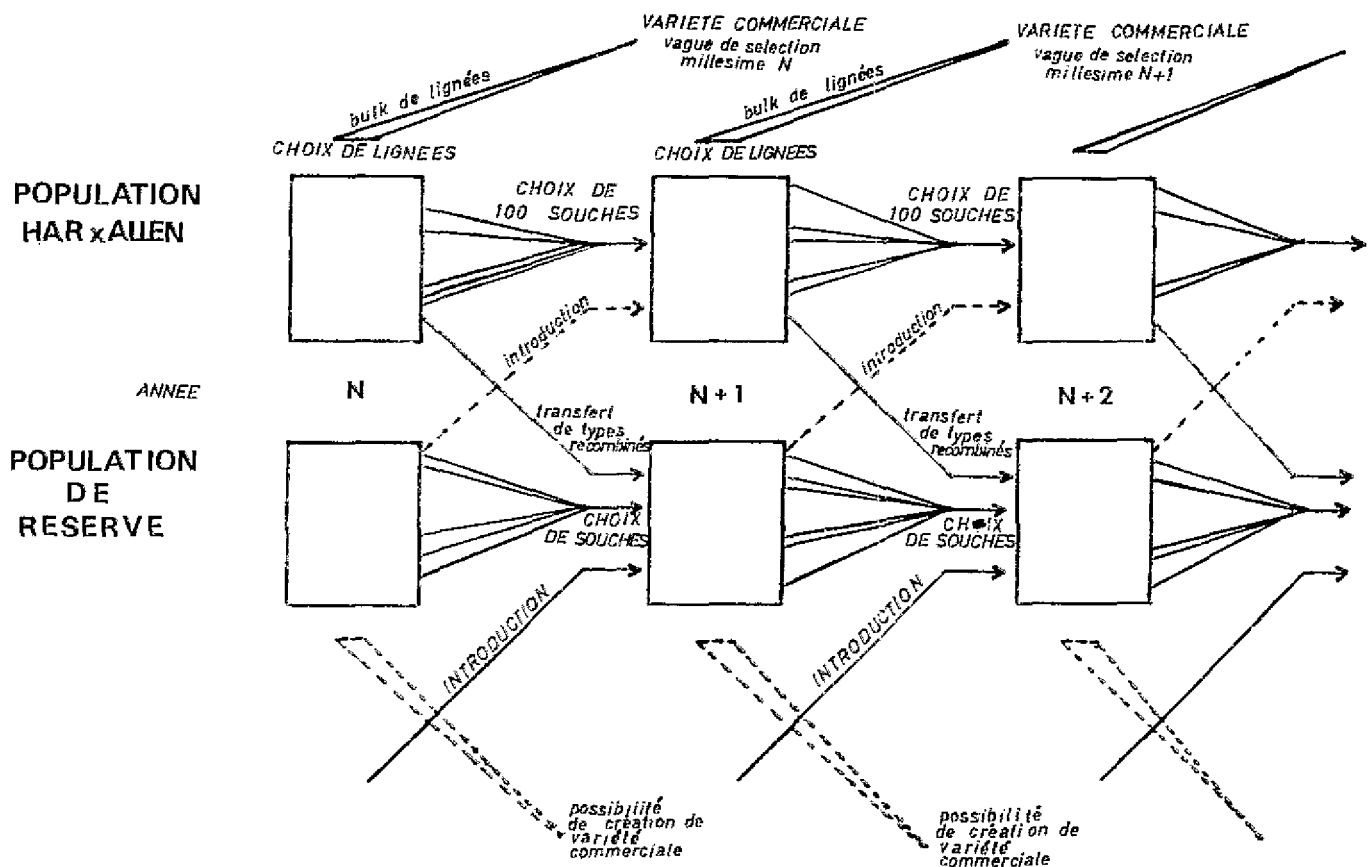 VARIETE COMMERCIALE
vague de selection
millesime N
bulk de lignées
CHOIX DE LIGNEES
VARIETE COMMERCIALE
vague de selection
millesime N+1
bulk de lignées
CHOIX DE LIGNEES
POPULATION
HAR x ALLEN
CHOIX DE
100 SOUCHES
CHOIX DE
100 SOUCHES
introduction
introduction
ANNEE
N
N+1
N+2
transfert
de types
recombinés
transfert
de types
recombinés
POPULATION
DE
RESERVE
CHOIX
DE SOUCHES
CHOIX
DE SOUCHES
INTRODUCTION
INTRODUCTION
possibilité
de création de
variété
commerciale
possibilité
de création de
variété
commerciale